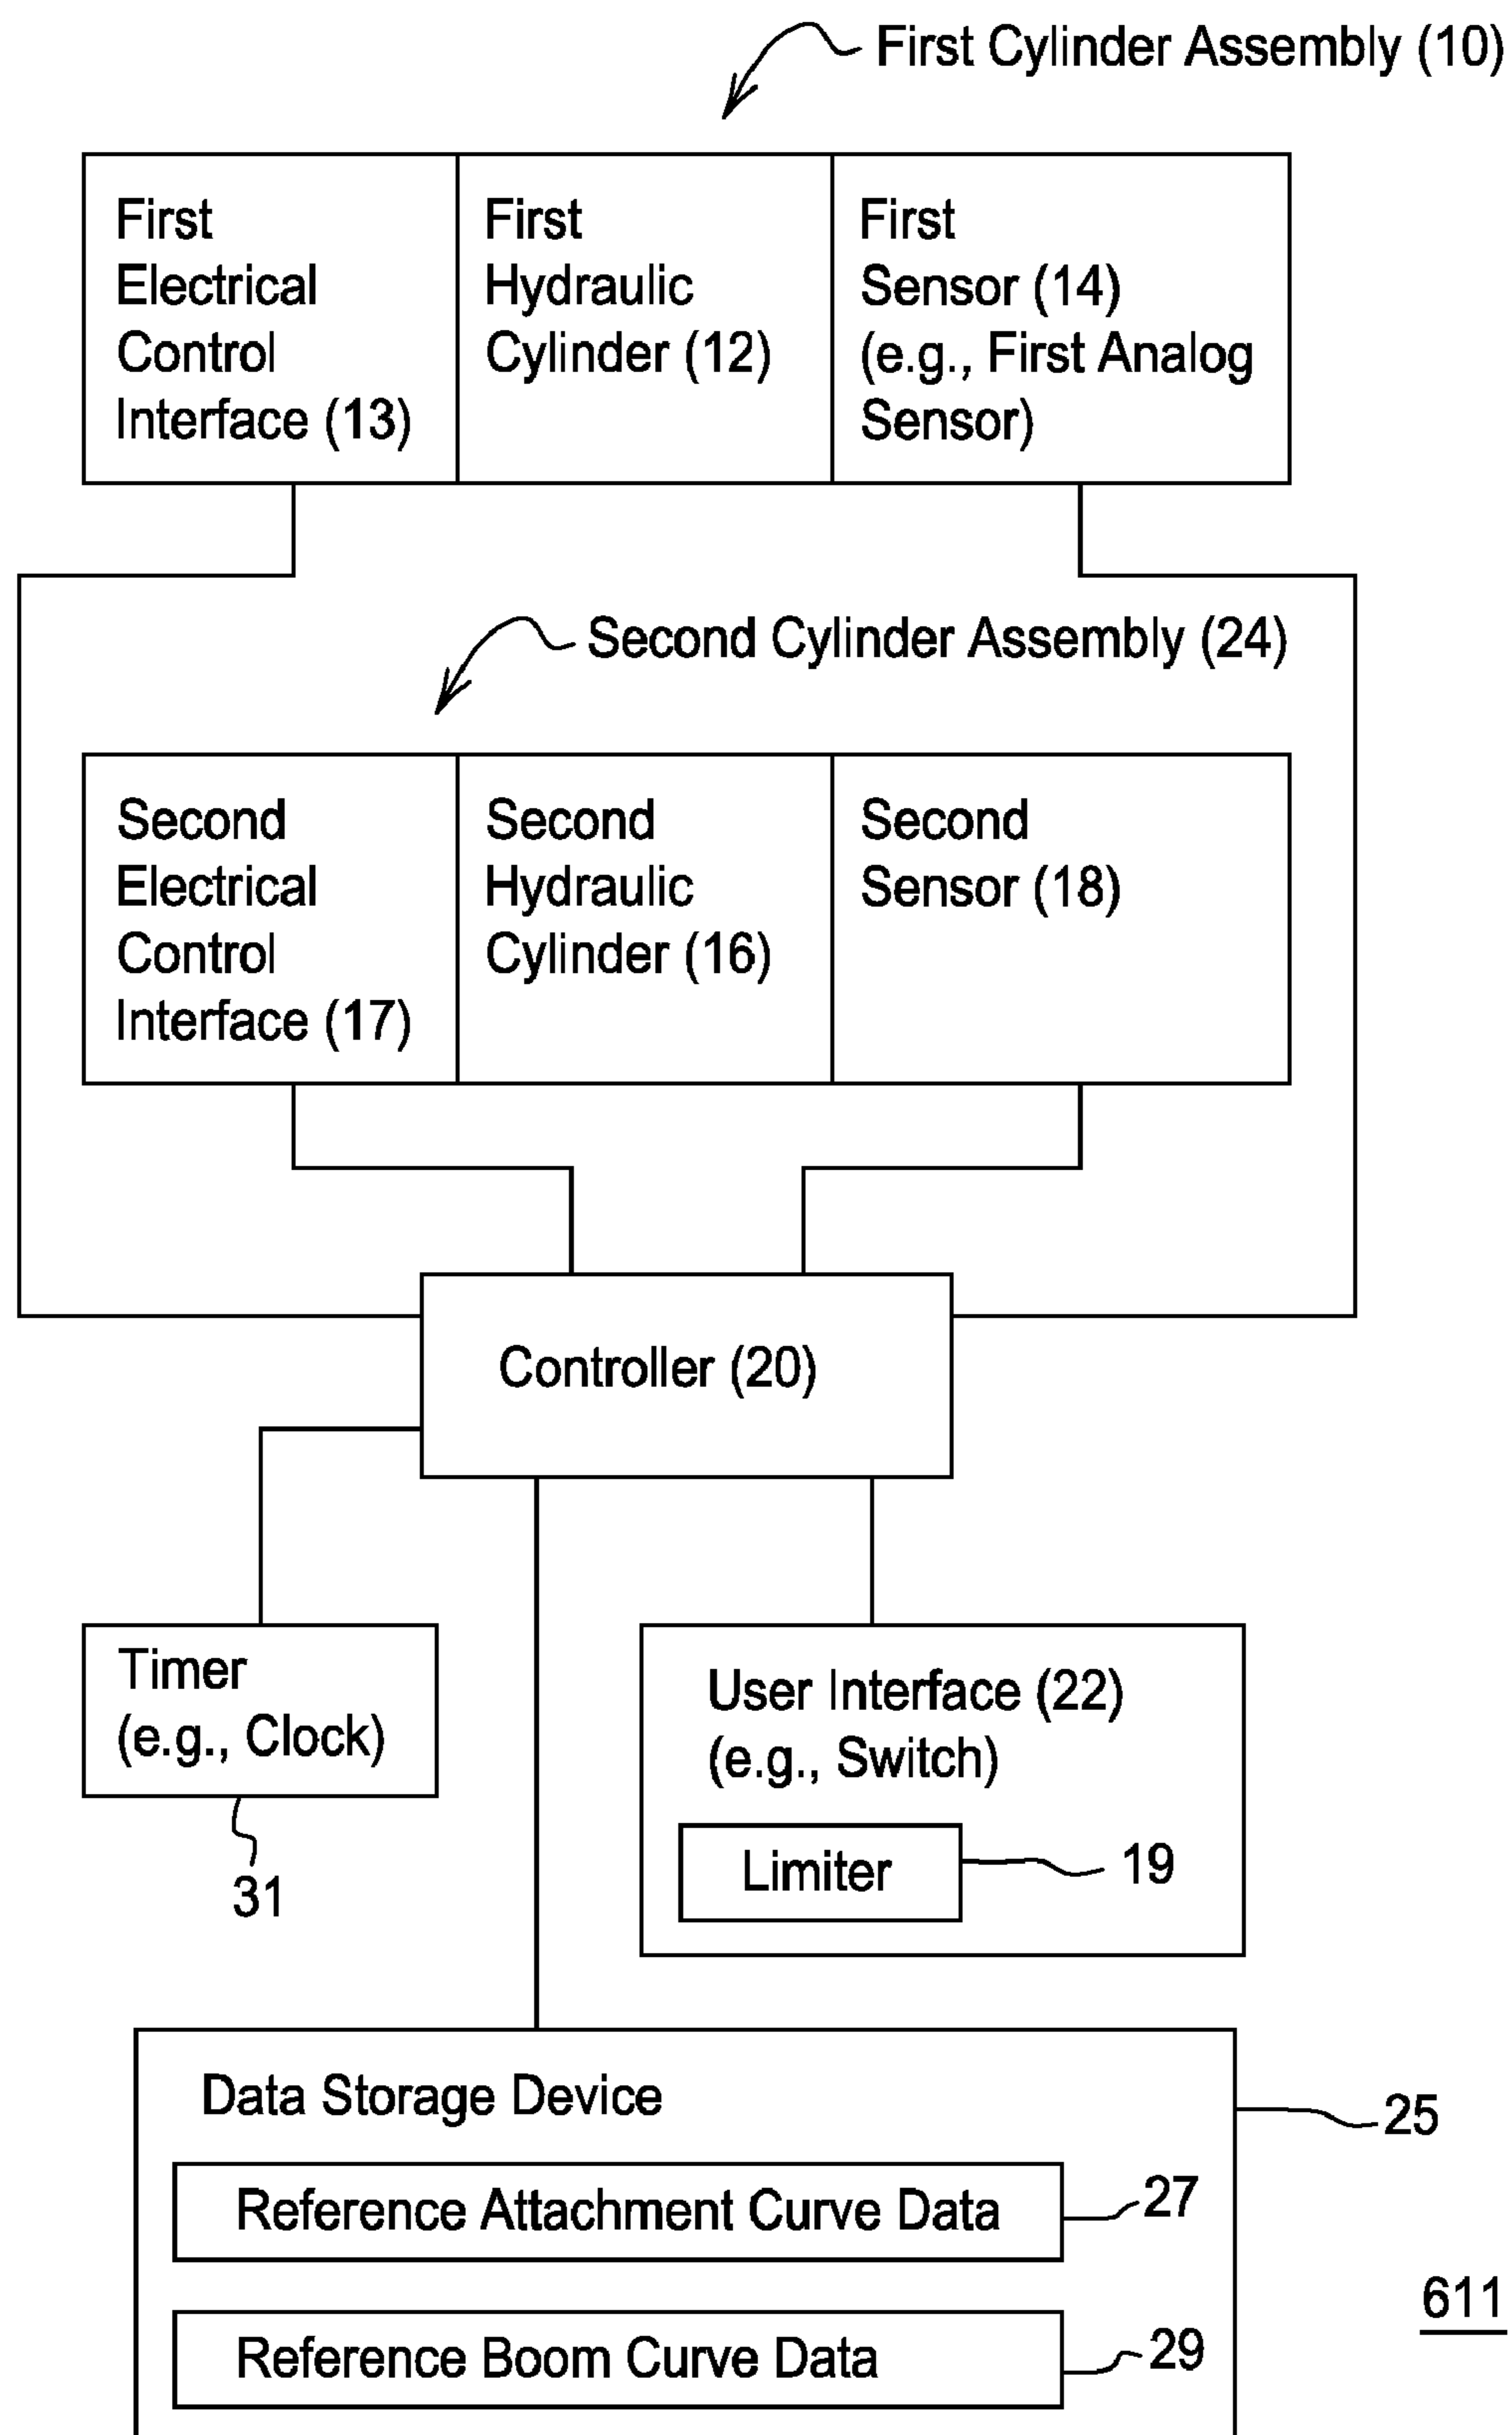 First Cylinder Assembly (10)
First
Electrical
Control
Interface (13)
First
Hydraulic
Cylinder (12)
First
Sensor (14)
(e.g., First Analog
Sensor)
Second Cylinder Assembly (24)
Second
Electrical
Control
Interface (17)
Second
Hydraulic
Cylinder (16)
Second
Sensor (18)
Controller (20)
Timer
(e.g., Clock)
31
User Interface (22)
(e.g., Switch)
Limiter
19
Data Storage Device
25
Reference Attachment Curve Data
27
Reference Boom Curve Data
29
611